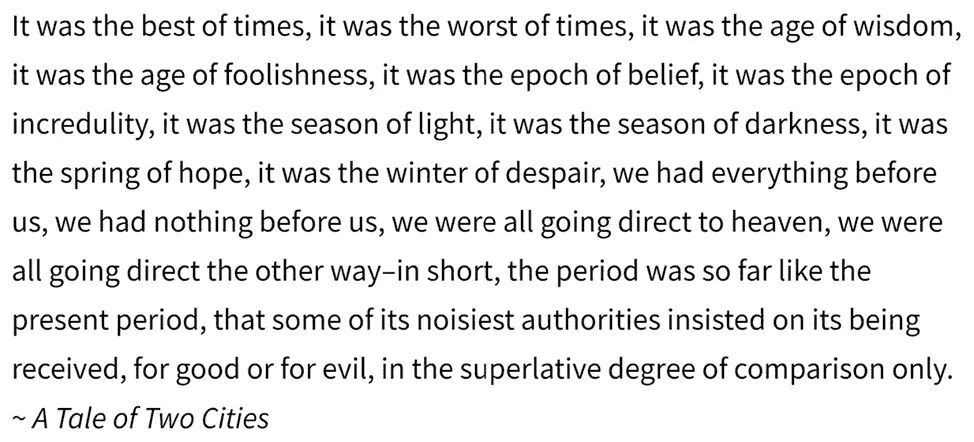 It was the best of times, it was the worst of times, it was the age of wisdom,
it was the age of foolishness, it was the epoch of belief, it was the epoch of
incredulity, it was the season of light, it was the season of darkness, it was
the spring of hope, it was the winter of despair, we had everything before
us, we had nothing before us, we were all going direct to heaven, we were
all going direct the other way–in short, the period was so far like the
present period, that some of its noisiest authorities insisted on its being
received, for good or for evil, in the superlative degree of comparison only.
~ A Tale of Two Cities